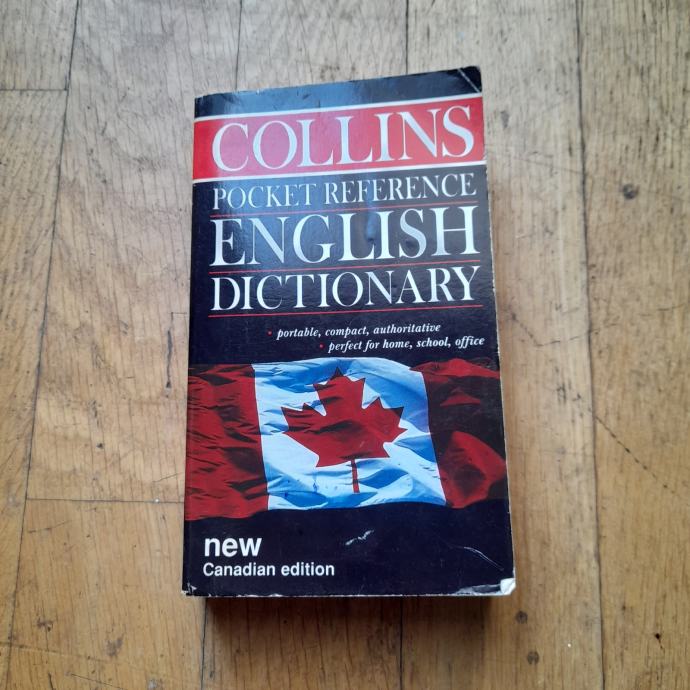 COLLINS
POCKET REFERENCE
ENGLISH
DICTIONARY
• portable, compact, authoritative
• perfect for home, school, office
new
Canadian edition